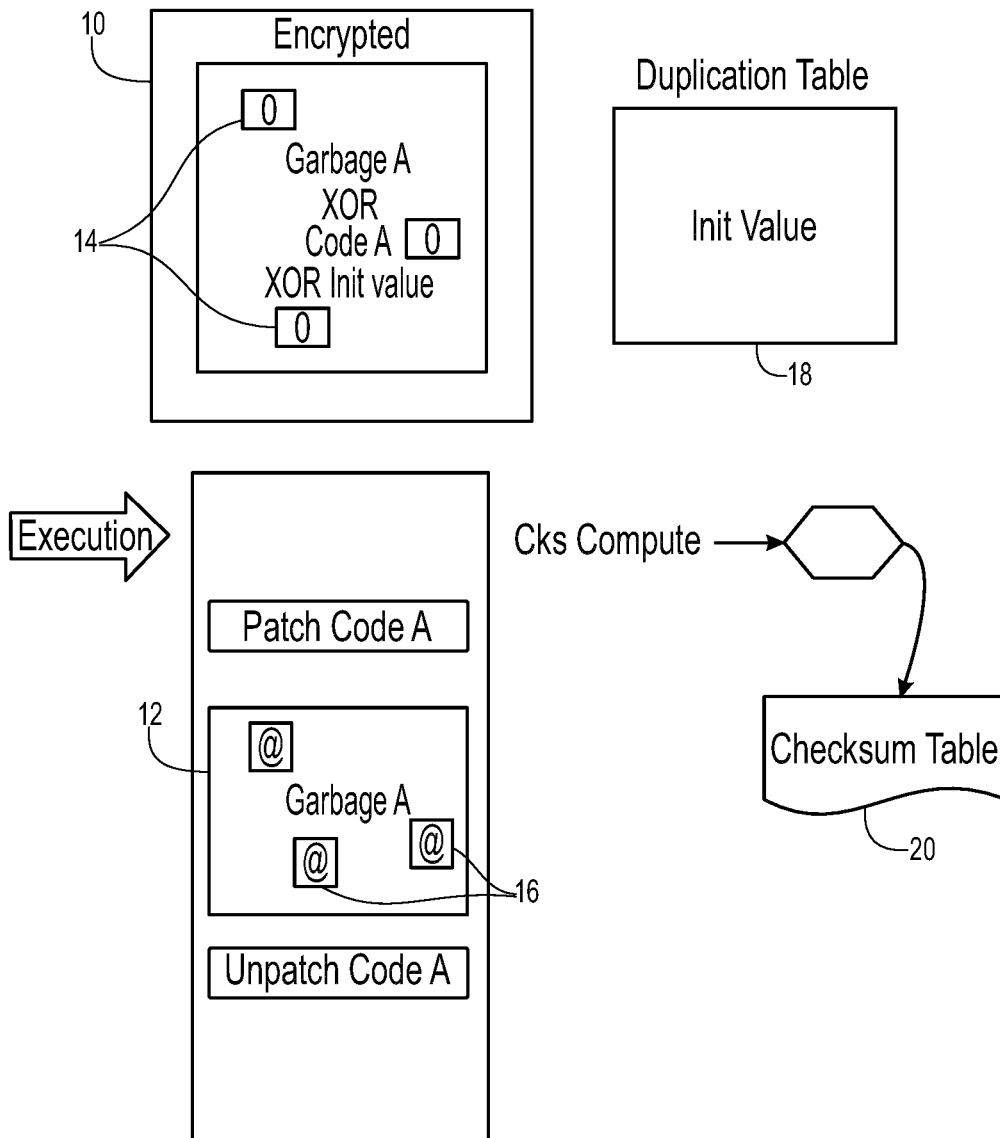 10
Encrypted
0
Garbage A
XOR
Code A
0
XOR Init value
0
14
Duplication Table
Init Value
18
Execution
Patch Code A
12
@
Garbage A
@
@
16
Unpatch Code A
Cks Compute
Checksum Table
20